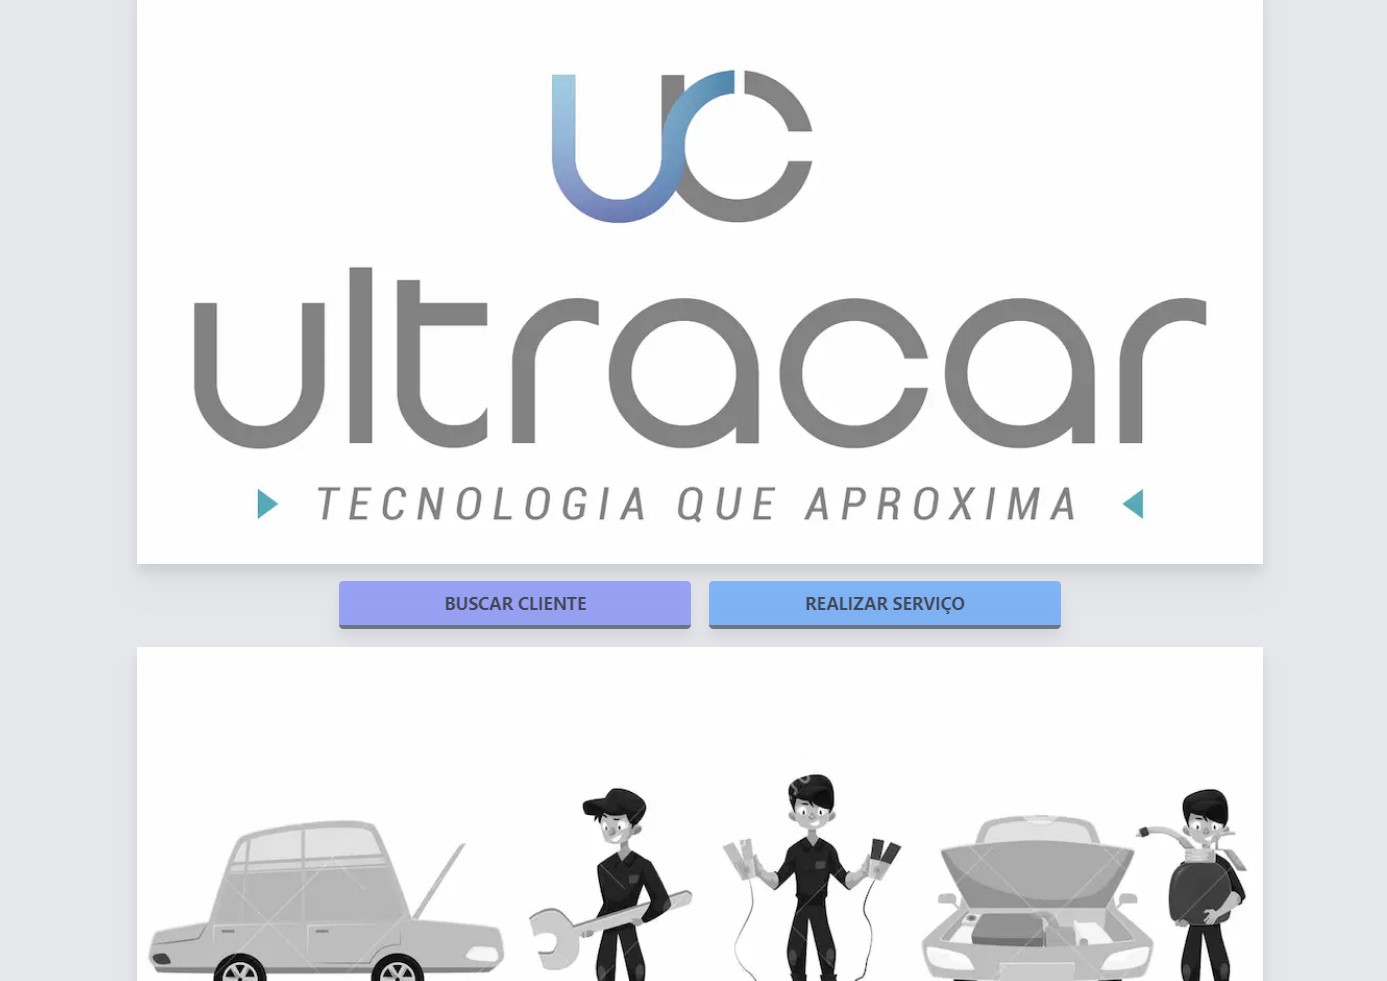 uc
ultracar
TECNOLOGIA QUE APROXIMA
BUSCAR CLIENTE
REALIZAR SERVIÇO